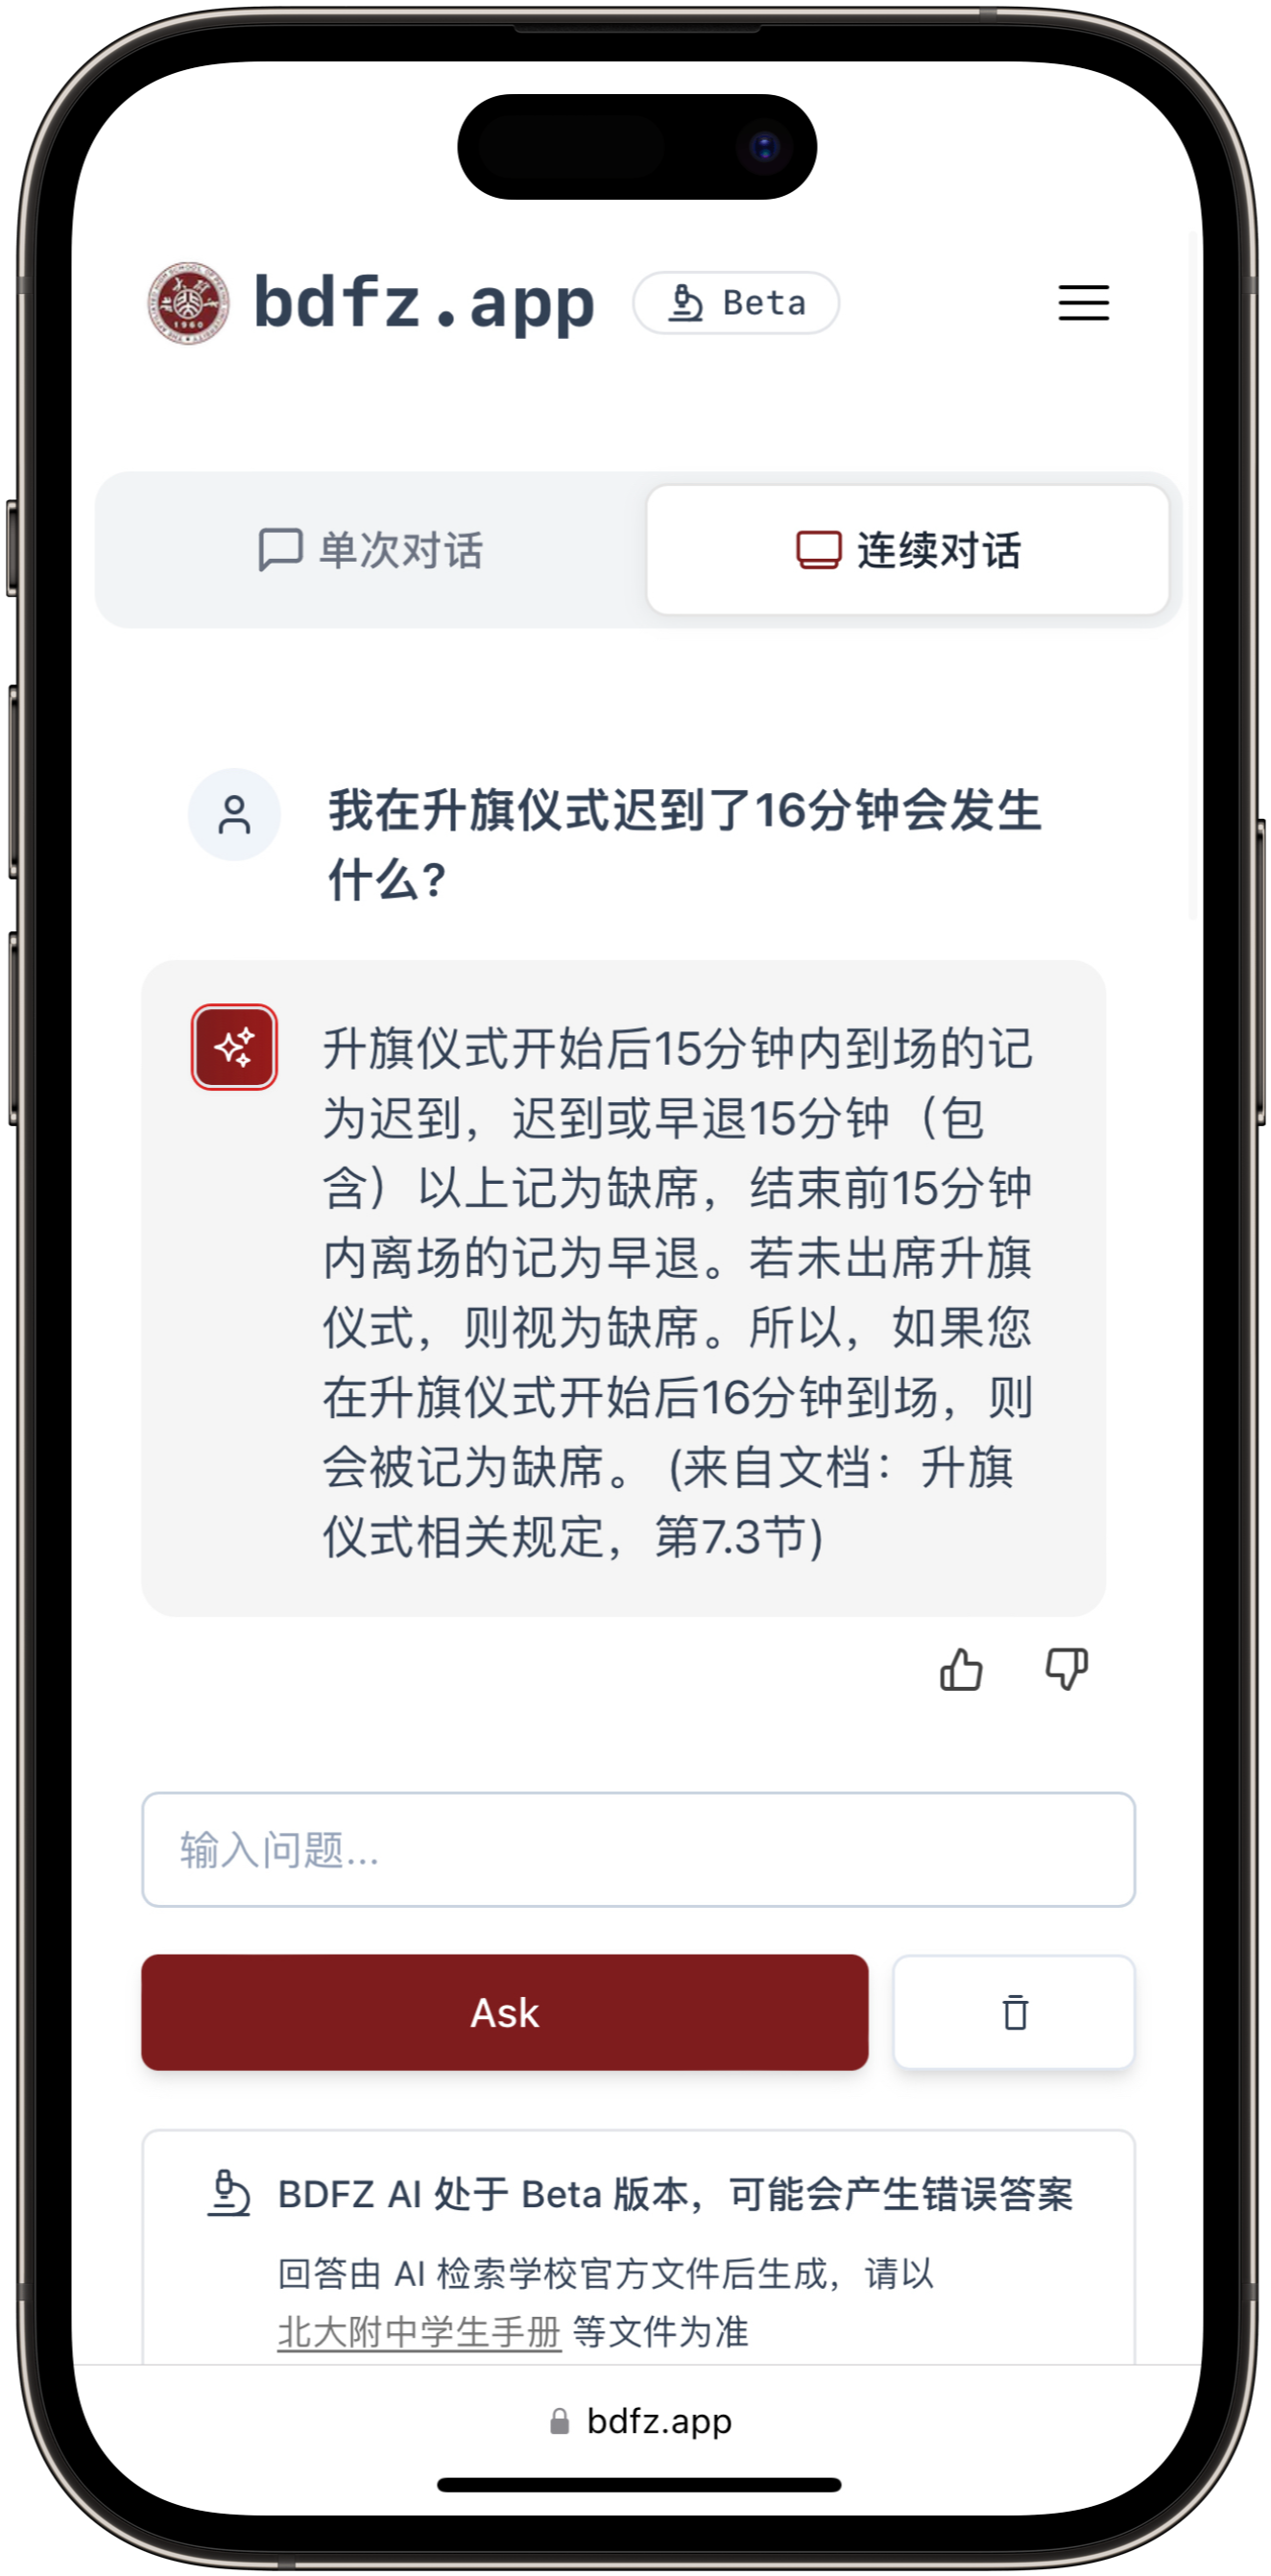 bdfz.app
Beta
单次对话
连续对话
我在升旗仪式迟到了16分钟会发生
什么?
升旗仪式开始后15分钟内到场的记
为迟到，迟到或早退15分钟（包
含）以上记为缺席，结束前15分钟
内离场的记为早退。若未出席升旗
仪式，则视为缺席。所以，如果您
在升旗仪式开始后16分钟到场，则
会被记为缺席。 (来自文档：升旗
仪式相关规定，第7.3节)
输入问题...
Ask
BDFZ AI 处于 Beta 版本，可能会产生错误答案
回答由 AI 检索学校官方文件后生成，请以
北大附中学生手册 等文件为准
bdfz.app